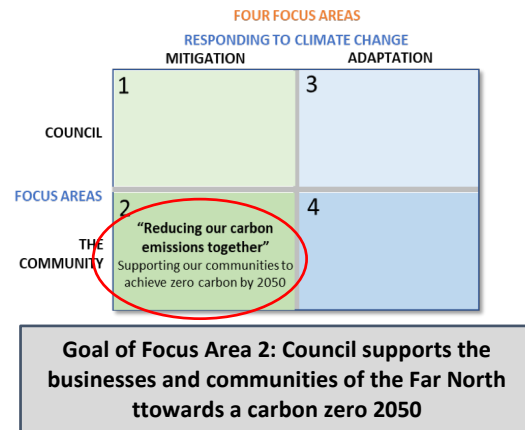 FOUR FOCUS AREAS
RESPONDING TO CLIMATE CHANGE
MITIGATION
ADAPTATION
1
3
COUNCIL
FOCUS AREAS
2
4
THE
COMMUNITY
“Reducing our carbon
emissions together”
Supporting our communities to
achieve zero carbon by 2050
Goal of Focus Area 2: Council supports the
businesses and communities of the Far North
ttowards a carbon zero 2050